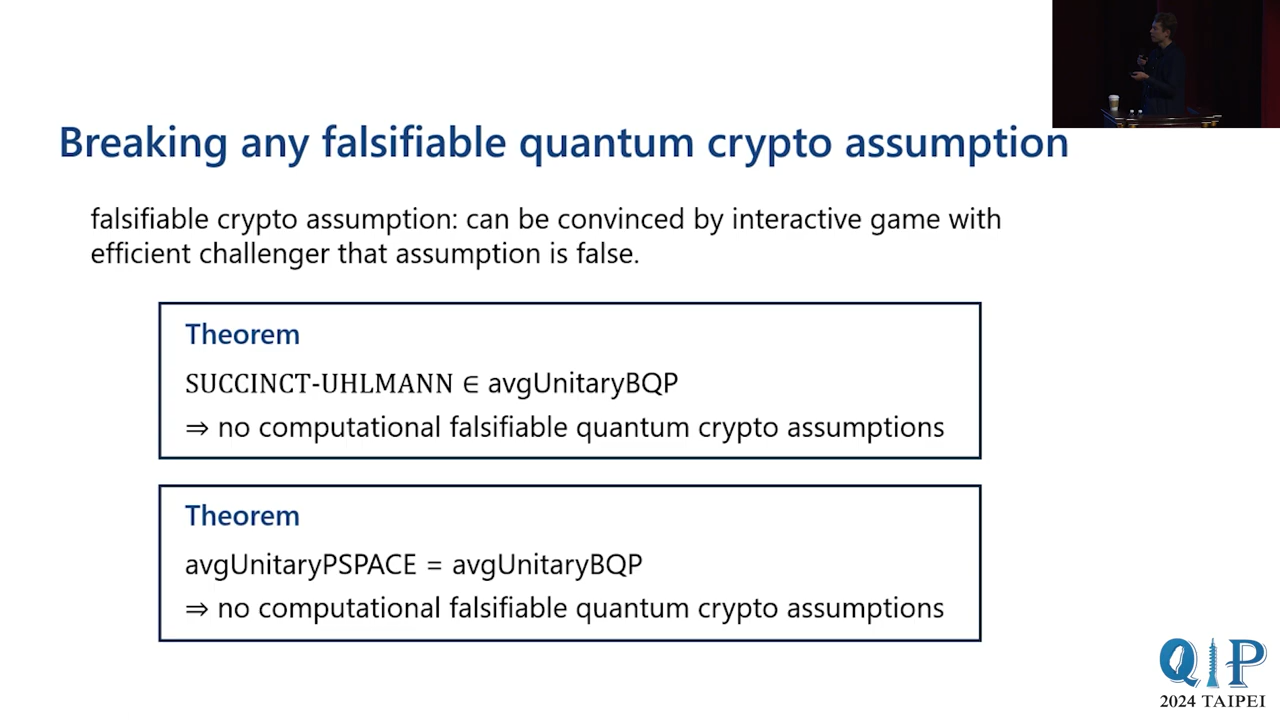 Breaking any falsifiable quantum crypto assumption
falsifiable crypto assumption: can be convinced by interactive game with
efficient challenger that assumption is false.
Theorem
SUCCINCT-UHLMANN ∈ avgUnitaryBQP
⇒ no computational falsifiable quantum crypto assumptions
Theorem
avgUnitaryPSPACE = avgUnitaryBQP
⇒ no computational falsifiable quantum crypto assumptions
QIP
2024 TAIPEI